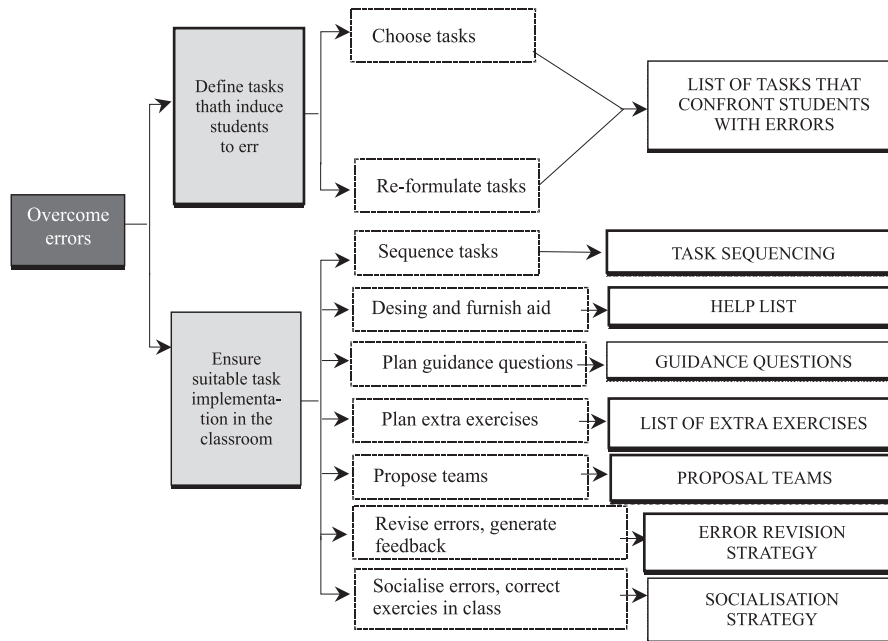 Overcome
errors
Define tasks
thath induce
students
to err
Choose tasks
Re-formulate tasks
LIST OF TASKS THAT
CONFRONT STUDENTS
WITH ERRORS
Ensure
suitable task
implementa-
tion in the
classroom
Sequence tasks
TASK SEQUENCING
Desing and furnish aid
HELP LIST
Plan guidance questions
GUIDANCE QUESTIONS
Plan extra exercises
LIST OF EXTRA EXERCISES
Propose teams
PROPOSAL TEAMS
Revise errors, generate
feedback
ERROR REVISION
STRATEGY
Socialise errors, correct
exercies in class
SOCIALISATION
STRATEGY